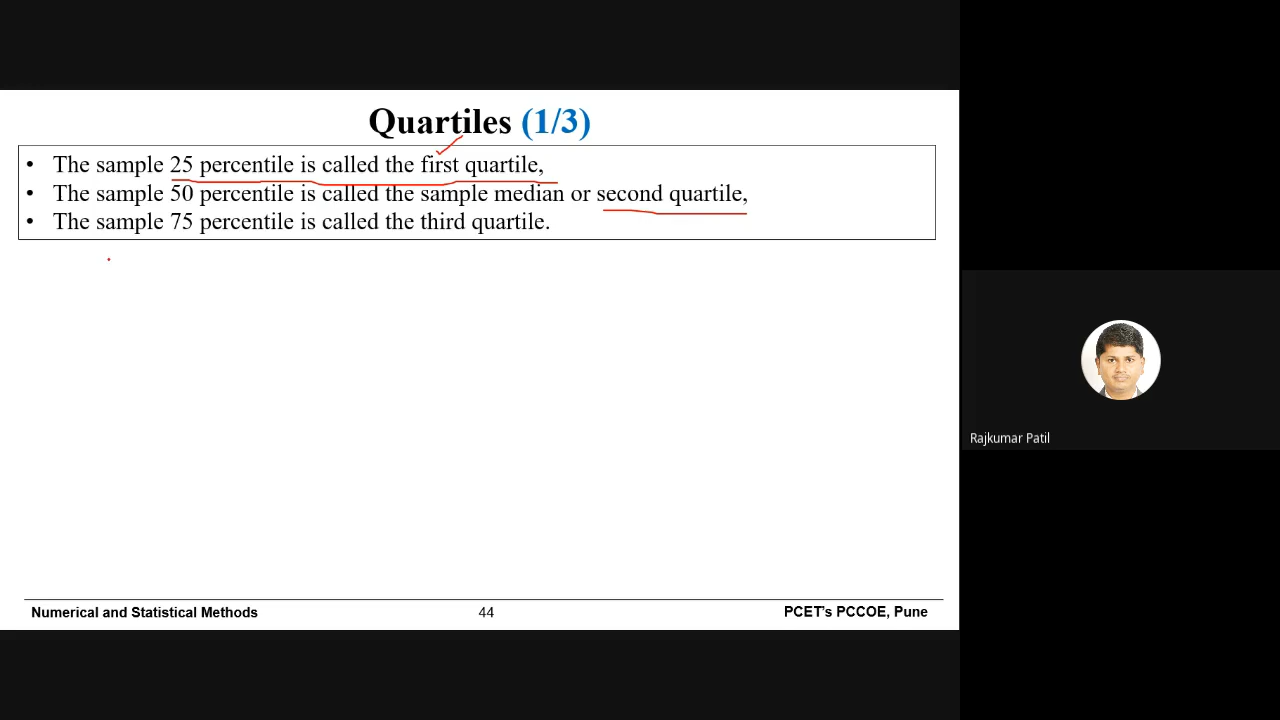 Quartiles (1/3)
• The sample 25 percentile is called the first quartile,
• The sample 50 percentile is called the sample median or second quartile,
• The sample 75 percentile is called the third quartile.
Numerical and Statistical Methods 44 PCET's PCCOE, Pune
Rajkumar Patil